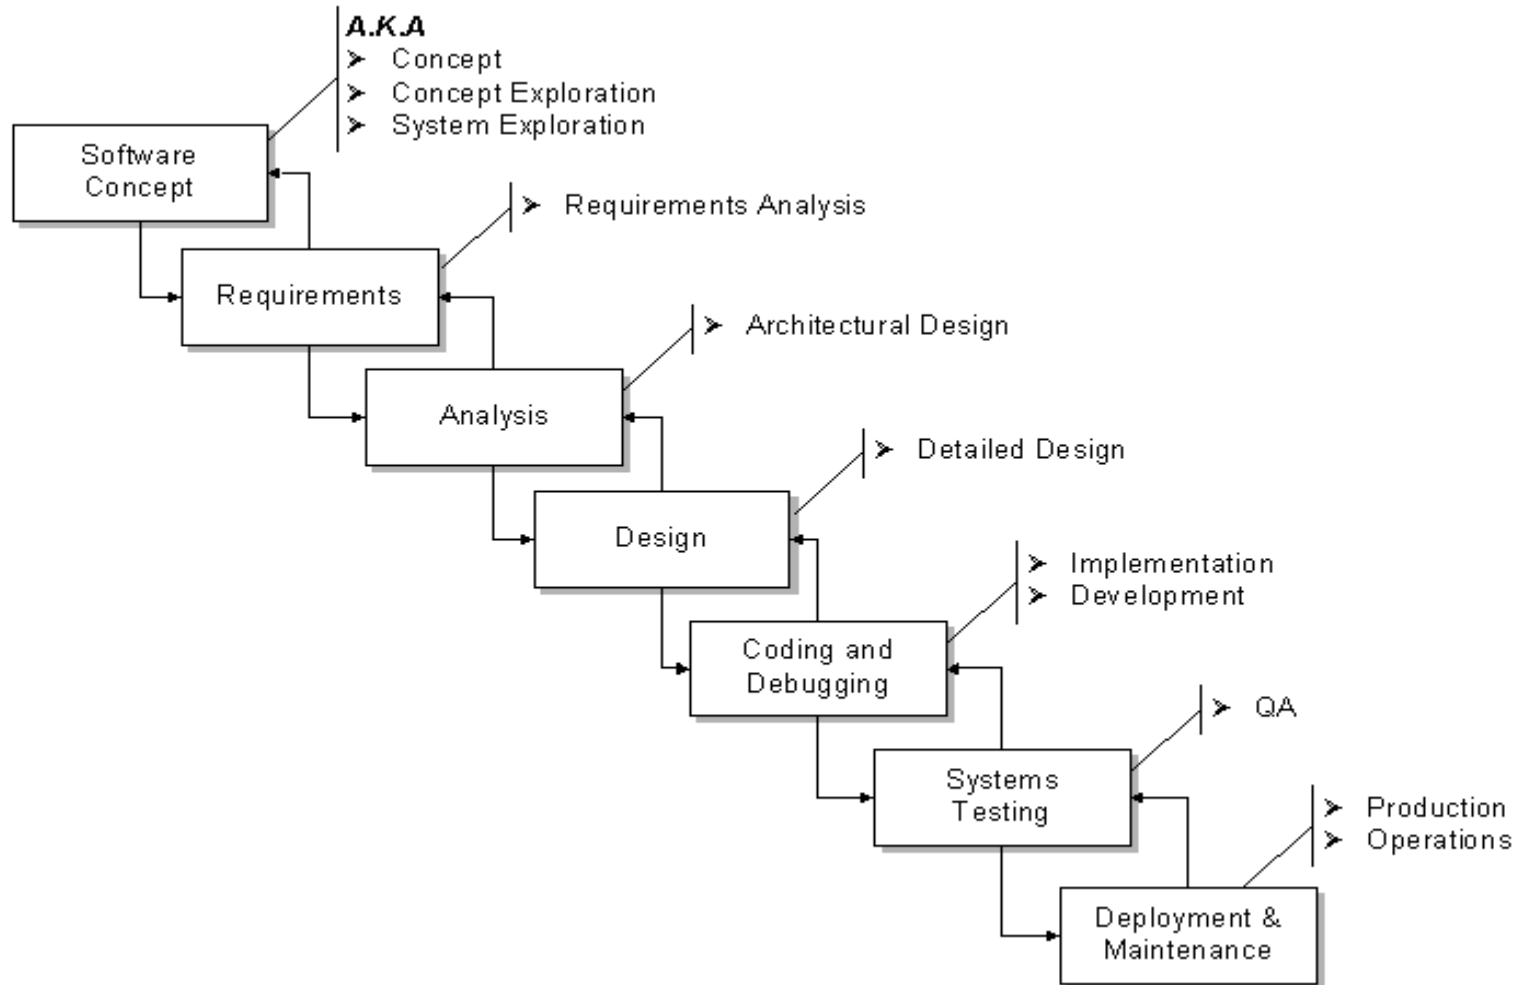 A.K.A
➢ Concept
➢ Concept Exploration
➢ System Exploration
Software
Concept
➢ Requirements Analysis
Requirements
➢ Architectural Design
Analysis
➢ Detailed Design
Design
➢ Implementation
➢ Development
Coding and
Debugging
➢ QA
Systems
Testing
➢ Production
➢ Operations
Deployment &
Maintenance